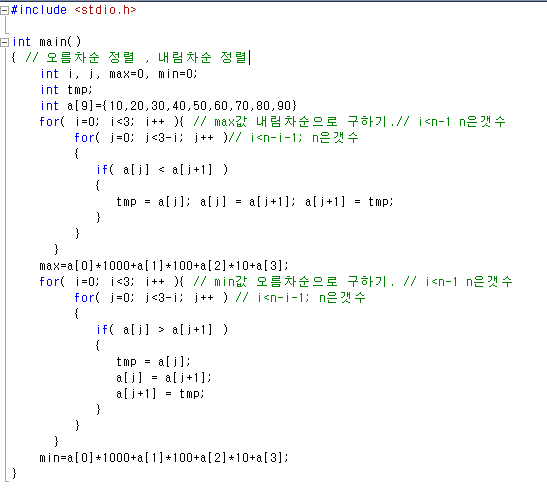 #include <stdio.h>
int main()
{ // 오름차순 정렬 , 내림차순 정렬
int i, j, max=0, min=0;
int tmp;
int a[9]={10,20,30,40,50,60,70,80,90}
for( i=0; i<3; i++ ){ // max값 내림차순으로 구하기.// i<n-1 n은갯수
for( j=0; j<3-i; j++ )// i<n-i-1; n은갯수
{
if( a[j] < a[j+1] )
{
tmp = a[j]; a[j] = a[j+1]; a[j+1] = tmp;
}
}
}
max=a[0]*1000+a[1]*100+a[2]*10+a[3];
for( i=0; i<3; i++ ){ // min값 오름차순으로 구하기. // i<n-1 n은갯수
for( j=0; j<3-i; j++ ) // i<n-i-1; n은갯수
{
if( a[j] > a[j+1] )
{
tmp = a[j];
a[j] = a[j+1];
a[j+1] = tmp;
}
}
}
min=a[0]*1000+a[1]*100+a[2]*10+a[3];
}